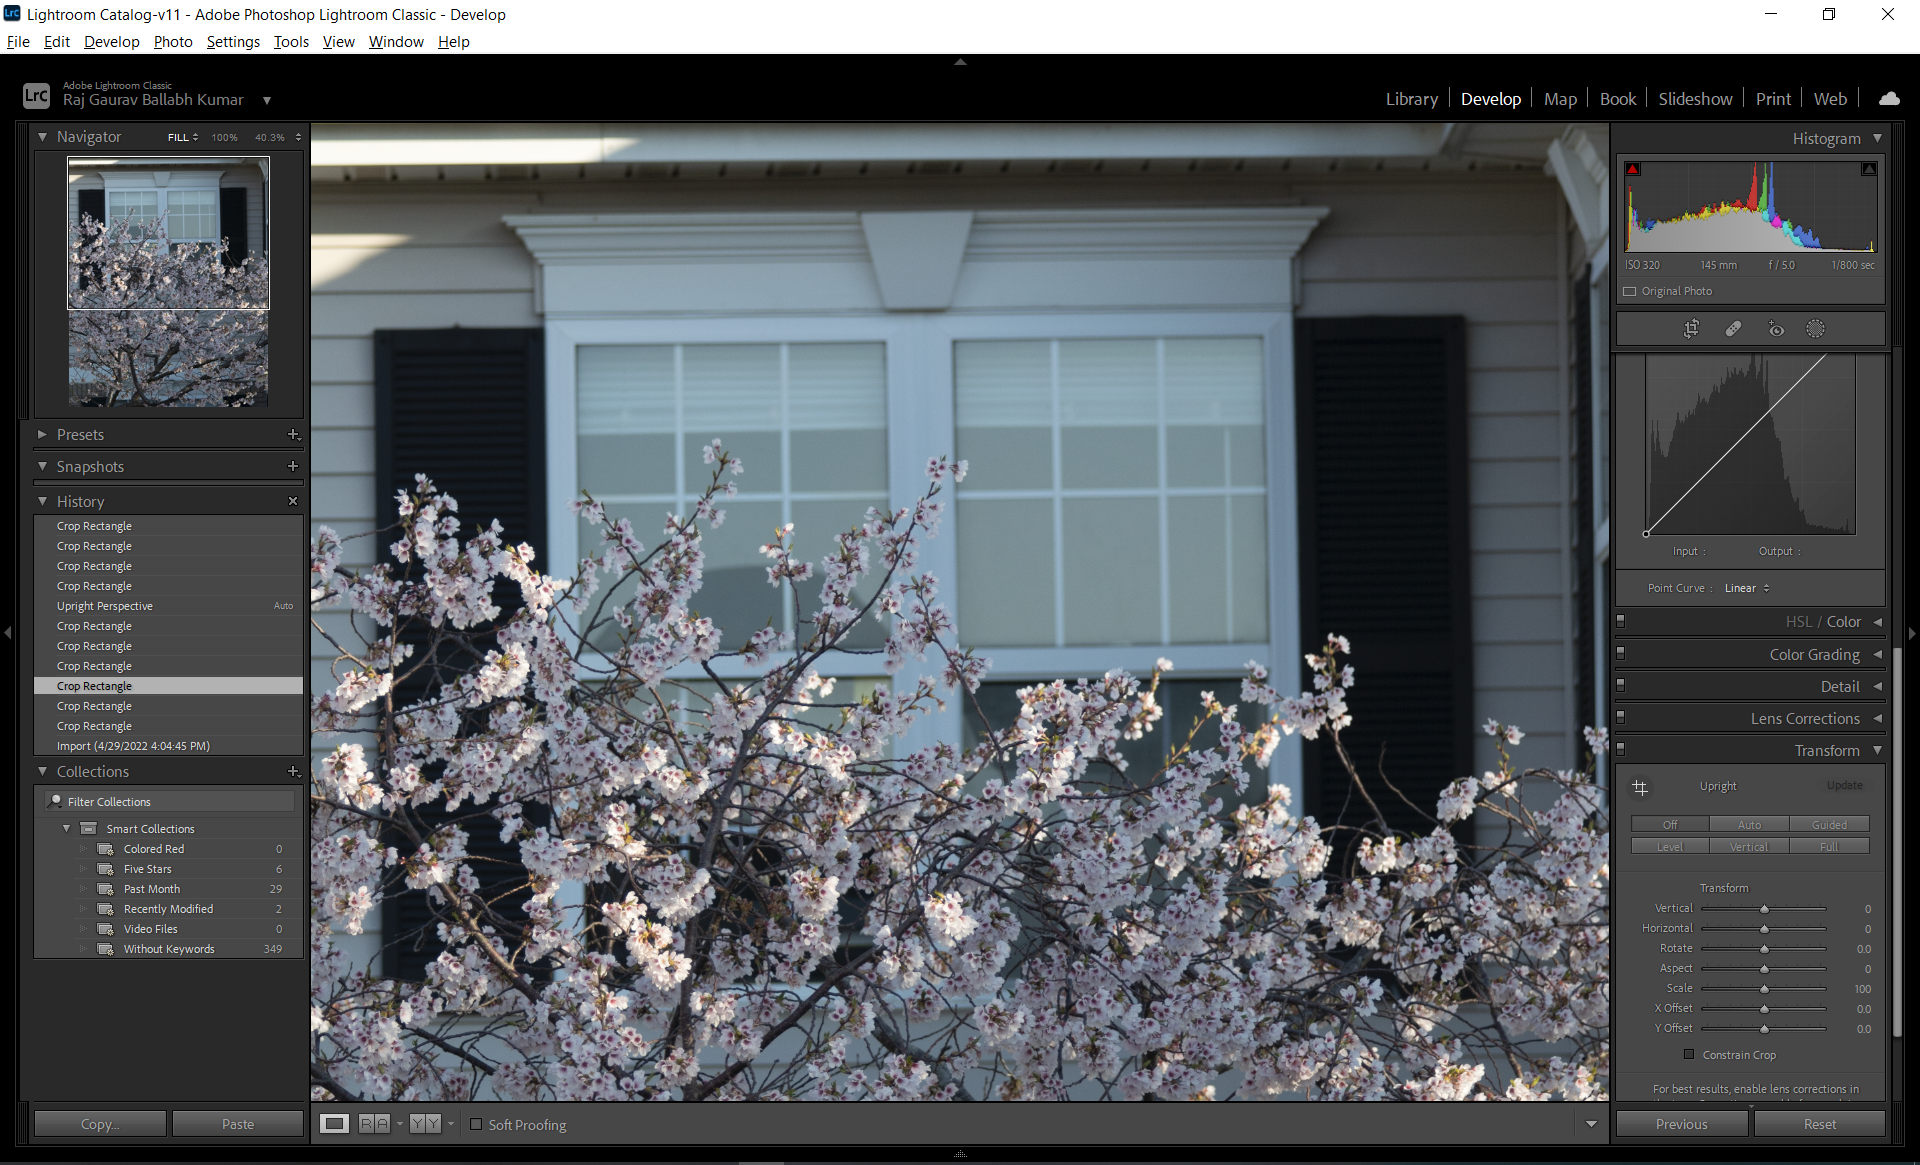 Lightroom Catalog-v11 - Adobe Photoshop Lightroom Classic - Develop
File Edit Develop Photo Settings Tools View Window Help
LrC
Adobe Lightroom Classic
Raj Gaurav Ballabh Kumar
Library | Develop | Map | Book | Slideshow | Print | Web
Navigator FILL 100% 40.3%
Presets
Snapshots
History
Crop Rectangle
Crop Rectangle
Crop Rectangle
Crop Rectangle
Upright Perspective Auto
Crop Rectangle
Crop Rectangle
Crop Rectangle
Crop Rectangle
Crop Rectangle
Crop Rectangle
Import (4/29/2022 4:04:45 PM)
Collections
Filter Collections
Smart Collections
Colored Red 0
Five Stars 6
Past Month 29
Recently Modified 2
Video Files 0
Without Keywords 349
Copy... Paste
R A Y Y Soft Proofing
Histogram
ISO 320 145 mm f / 5.0 1/800 sec
Original Photo
Input : Output :
Point Curve : Linear
HSL / Color
Color Grading
Detail
Lens Corrections
Transform
Upright Update
Off Auto Guided
Level Vertical Full
Transform
Vertical 0
Horizontal 0
Rotate 0.0
Aspect 0
Scale 100
X Offset 0.0
Y Offset 0.0
Constrain Crop
For best results, enable lens corrections in
Previous Reset